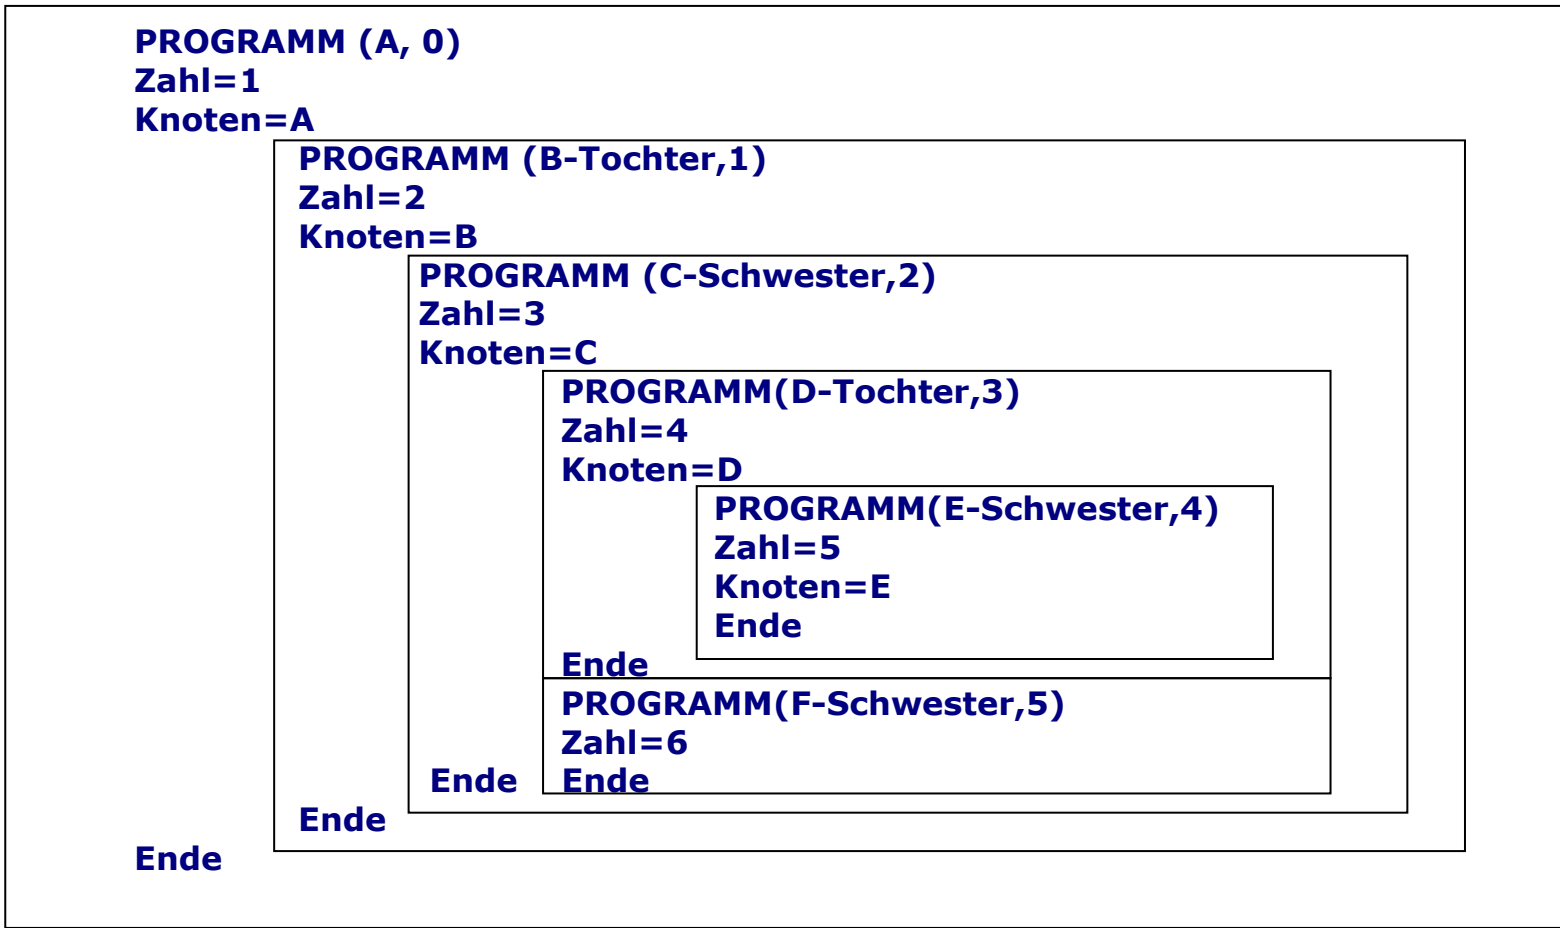 PROGRAMM (A, 0)
Zahl=1
Knoten=A
PROGRAMM (B-Tochter,1)
Zahl=2
Knoten=B
PROGRAMM (C-Schwester,2)
Zahl=3
Knoten=C
PROGRAMM(D-Tochter,3)
Zahl=4
Knoten=D
PROGRAMM(E-Schwester,4)
Zahl=5
Knoten=E
Ende
Ende
PROGRAMM(F-Schwester,5)
Zahl=6
Ende Ende
Ende
Ende